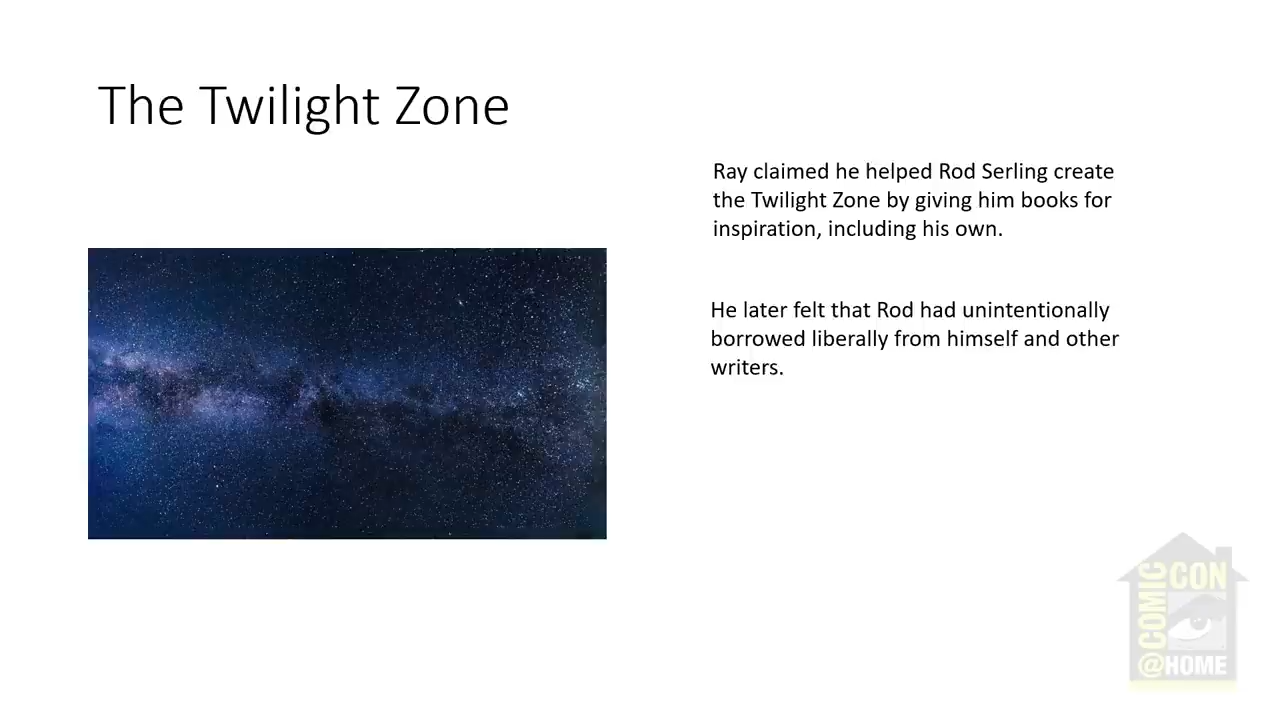 The Twilight Zone
Ray claimed he helped Rod Serling create
the Twilight Zone by giving him books for
inspiration, including his own.
He later felt that Rod had unintentionally
borrowed liberally from himself and other
writers.
COMIC
CON
@HOME